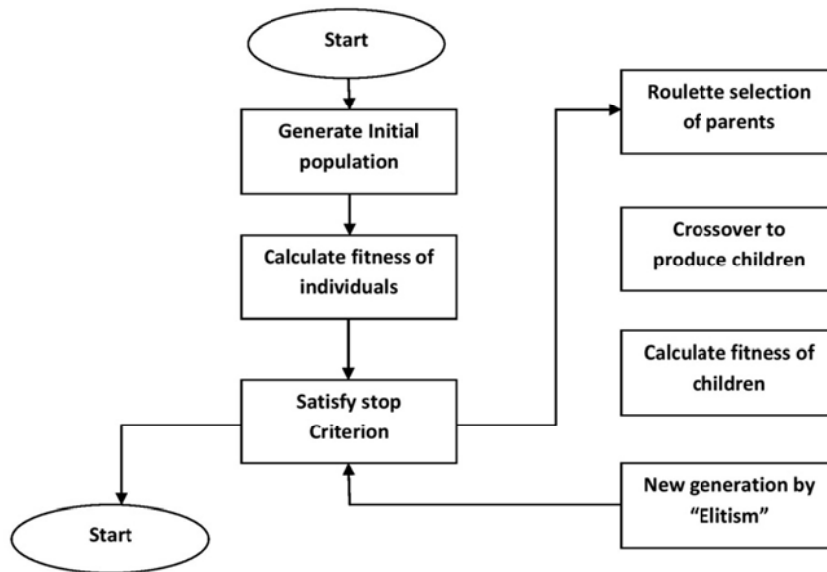 Start
Generate Initial
population
Calculate fitness of
individuals
Satisfy stop
Criterion
Start
Roulette selection
of parents
Crossover to
produce children
Calculate fitness of
children
New generation by
“Elitism”